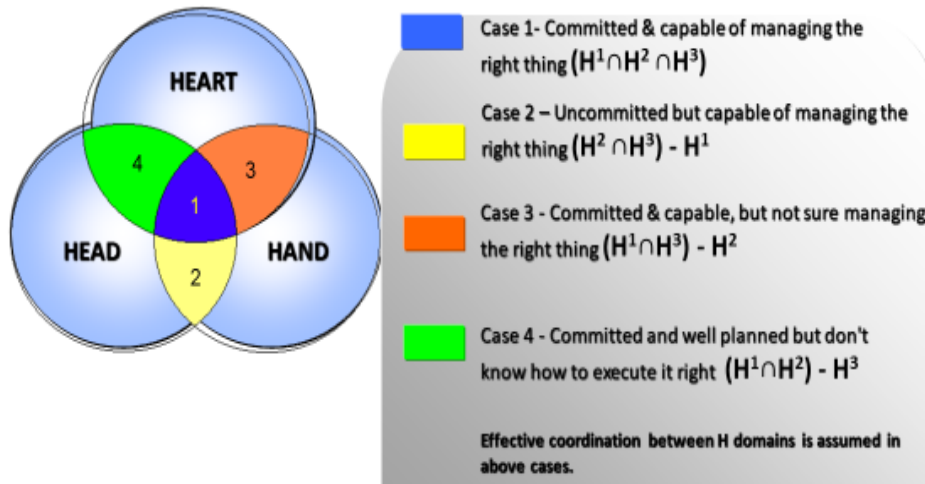 HEART
4
3
1
HEAD
HAND
2
Case 1- Committed & capable of managing the
right thing (H¹∩H² ∩H³)
Case 2 – Uncommitted but capable of managing the
right thing (H² ∩H³) - H¹
Case 3 - Committed & capable, but not sure managing
the right thing (H¹∩H³) - H²
Case 4 - Committed and well planned but don't
know how to execute it right (H¹∩H²) - H³
Effective coordination between H domains is assumed in
above cases.